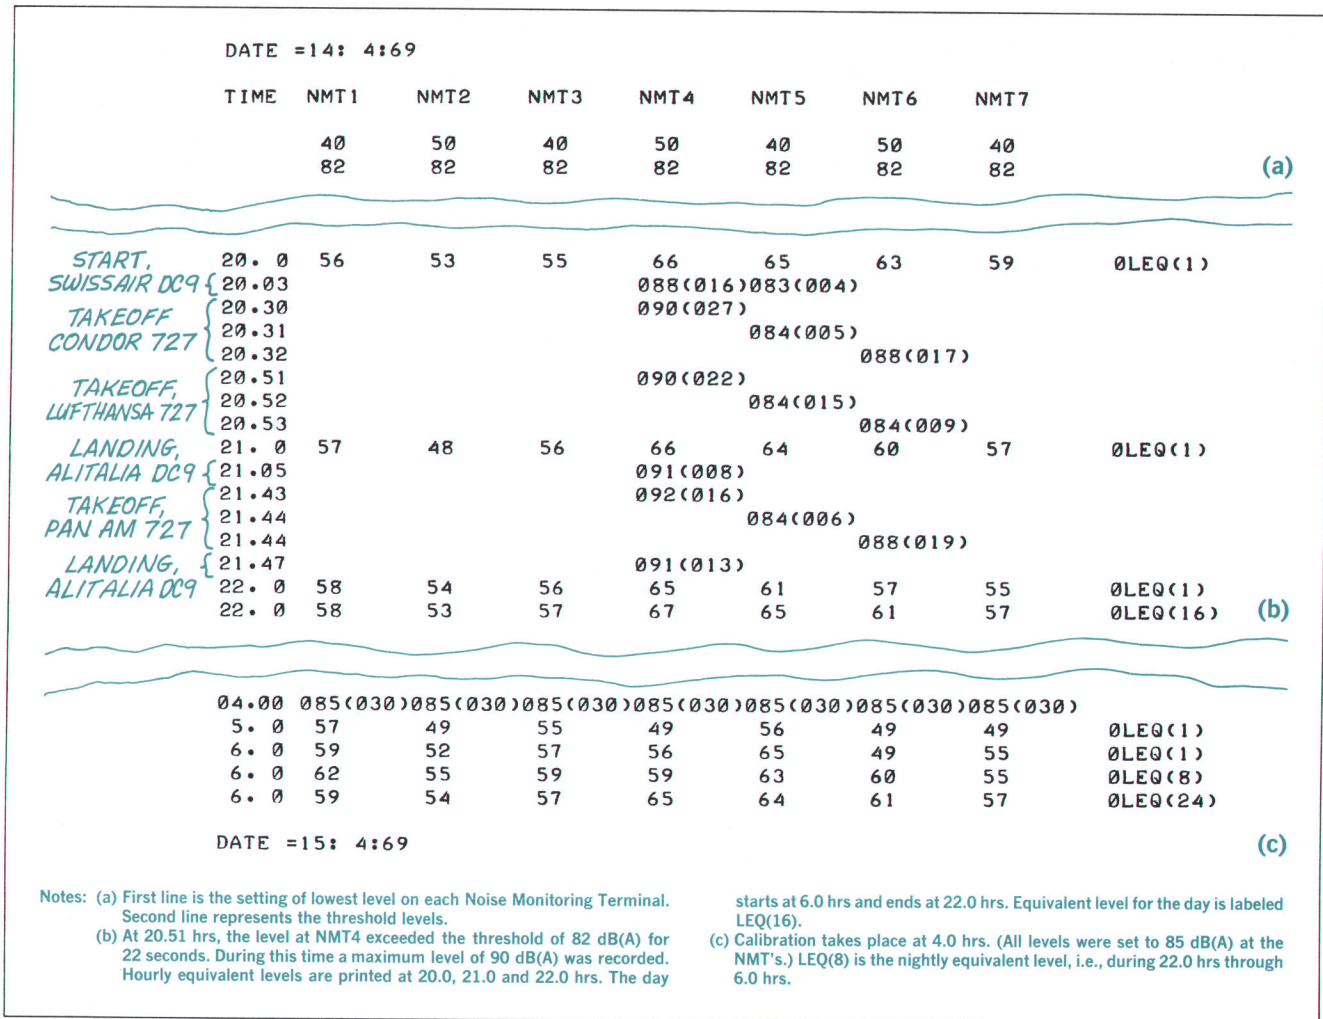 DATE =14: 4:69
TIME NMT1 NMT2 NMT3 NMT4 NMT5 NMT6 NMT7
40 50 40 50 40 50 40
82 82 82 82 82 82 82 (a)
START, 20. 0 56 53 55 66 65 63 59 0LEQ(1)
SWISSAIR DC9 { 20.03 088(016)083(004)
TAKEOFF 20.30 090(027)
CONDOR 727 20.31 084(005)
20.32 088(017)
TAKEOFF, 20.51 090(022)
LUFTHANSA 727 20.52 084(015)
20.53 084(009)
LANDING, 21. 0 57 48 56 66 64 60 57 0LEQ(1)
ALITALIA DC9 { 21.05 091(008)
TAKEOFF, 21.43 092(016)
PAN AM 727 21.44 084(006)
21.44 088(019)
LANDING, { 21.47 091(013)
ALITALIA DC9 22. 0 58 54 56 65 61 57 55 0LEQ(1)
22. 0 58 53 57 67 65 61 57 0LEQ(16) (b)
04.00 085(030)085(030)085(030)085(030)085(030)085(030)085(030)
5. 0 57 49 55 49 56 49 49 0LEQ(1)
6. 0 59 52 57 56 65 49 55 0LEQ(1)
6. 0 62 55 59 59 63 60 55 0LEQ(8)
6. 0 59 54 57 65 64 61 57 0LEQ(24)
DATE =15: 4:69 (c)
Notes: (a) First line is the setting of lowest level on each Noise Monitoring Terminal.
Second line represents the threshold levels.
(b) At 20.51 hrs, the level at NMT4 exceeded the threshold of 82 dB(A) for
22 seconds. During this time a maximum level of 90 dB(A) was recorded.
Hourly equivalent levels are printed at 20.0, 21.0 and 22.0 hrs. The day
starts at 6.0 hrs and ends at 22.0 hrs. Equivalent level for the day is labeled
LEQ(16).
(c) Calibration takes place at 4.0 hrs. (All levels were set to 85 dB(A) at the
NMT's.) LEQ(8) is the nightly equivalent level, i.e., during 22.0 hrs through
6.0 hrs.